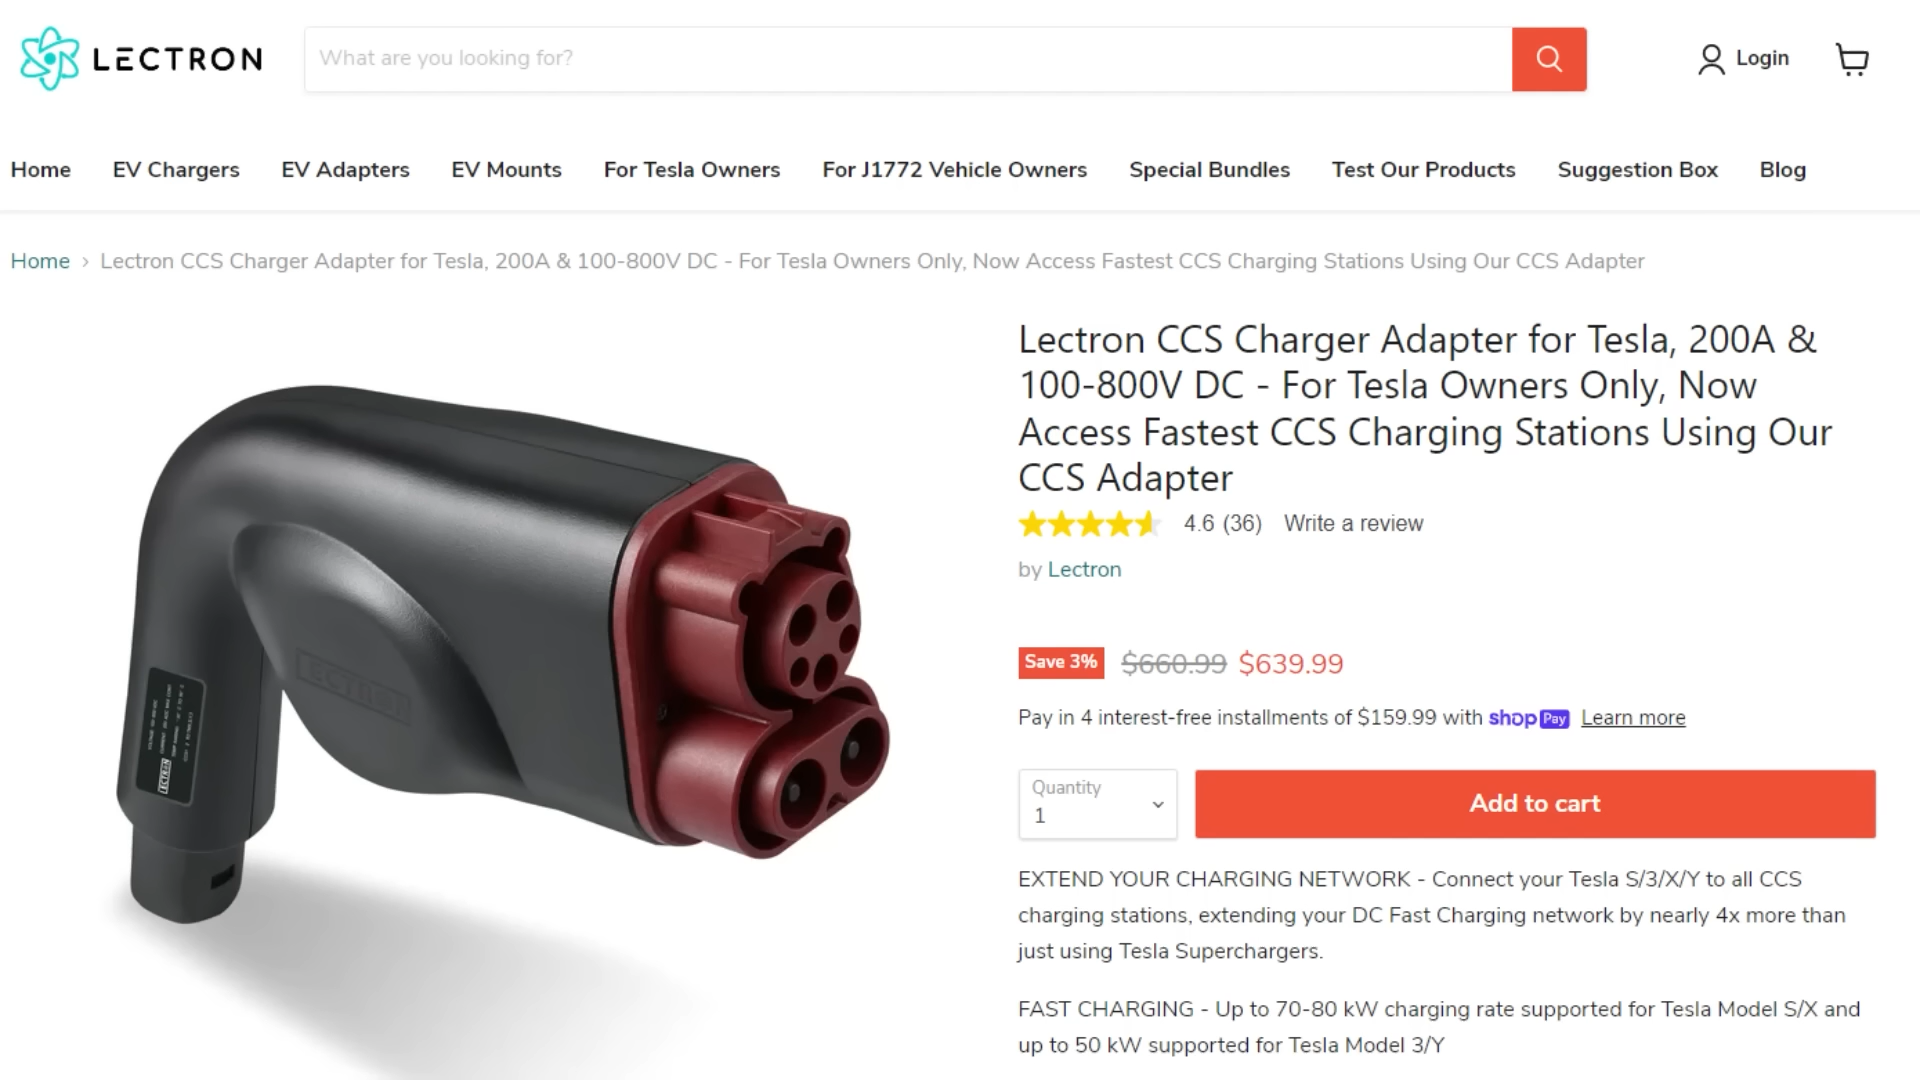 LECTRON
What are you looking for?
Login
Home EV Chargers EV Adapters EV Mounts For Tesla Owners For J1772 Vehicle Owners Special Bundles Test Our Products Suggestion Box Blog
Home › Lectron CCS Charger Adapter for Tesla, 200A & 100-800V DC - For Tesla Owners Only, Now Access Fastest CCS Charging Stations Using Our CCS Adapter
LECTRON
LECTRON
Lectron CCS Charger Adapter for Tesla, 200A &
100-800V DC - For Tesla Owners Only, Now
Access Fastest CCS Charging Stations Using Our
CCS Adapter
4.6 (36) Write a review
by Lectron
Save 3% $660.99 $639.99
Pay in 4 interest-free installments of $159.99 with shop Pay Learn more
Quantity
1
Add to cart
EXTEND YOUR CHARGING NETWORK - Connect your Tesla S/3/X/Y to all CCS
charging stations, extending your DC Fast Charging network by nearly 4x more than
just using Tesla Superchargers.
FAST CHARGING - Up to 70-80 kW charging rate supported for Tesla Model S/X and
up to 50 kW supported for Tesla Model 3/Y